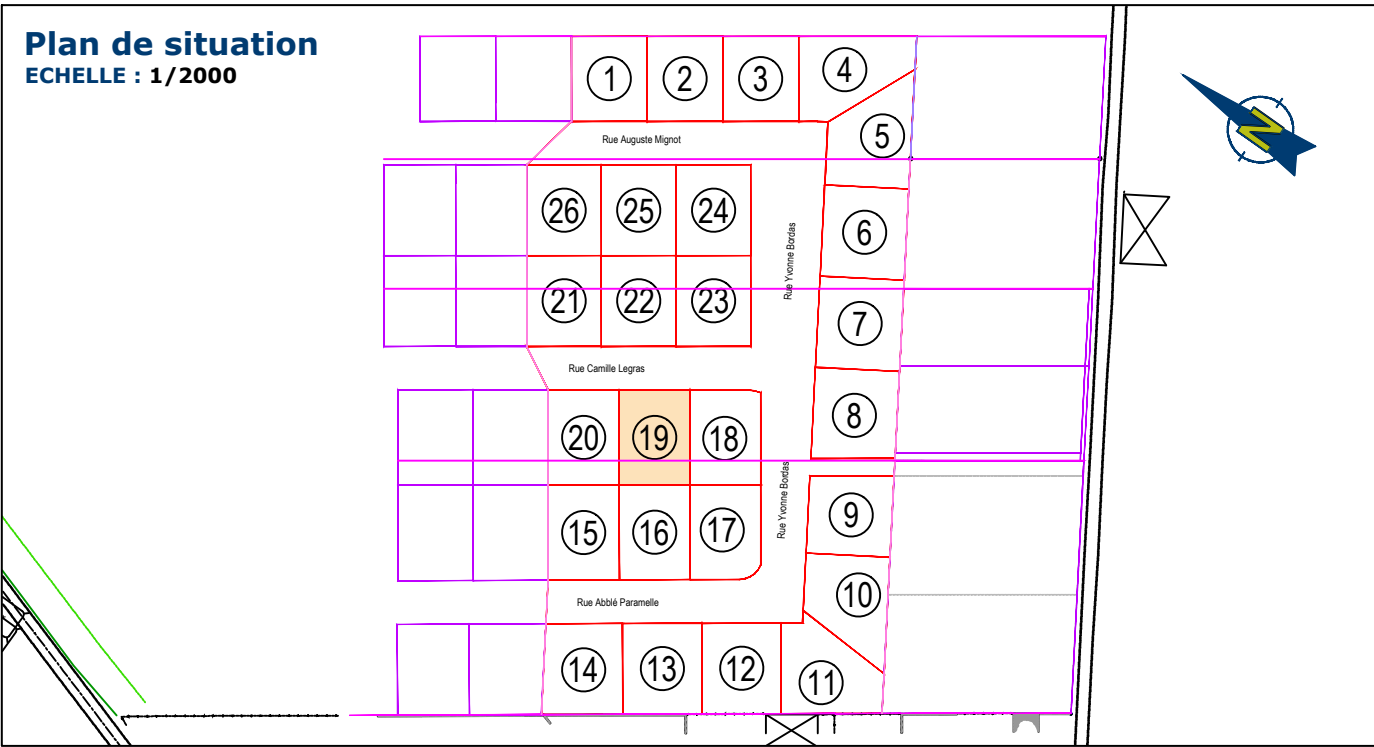 Plan de situation
ECHELLE : 1/2000
1 2 3 4
5
Rue Auguste Mignot
N
26 25 24
6
Rue Yvonne Bordas
21 22 23
7
Rue Camille Legras
8
20 19 18
Rue Yvonne Bordas
9
15 16 17
10
Rue Abblé Paramelle
14 13 12 11